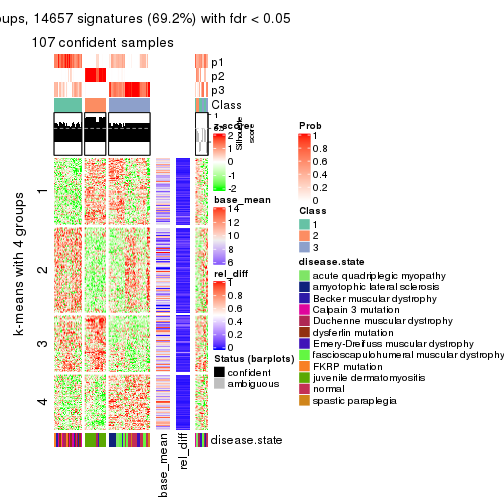 oups, 14657 signatures (69.2%) with fdr < 0.05
107 confident samples
p1
p2
p3
Class
1
Silhouette
score
z-score
2
1
0
-1
-2
base_mean
14
12
10
8
6
rel_diff
1
0.8
0.6
0.4
0.2
0
Status (barplots)
confident
ambiguous
Prob
1
0.8
0.6
0.4
0.2
0
Class
1
2
3
disease.state
acute quadriplegic myopathy
amyotophic lateral sclerosis
Becker muscular dystrophy
Calpain 3 mutation
Duchenne muscular dystrophy
dysferlin mutation
Emery-Dreifuss muscular dystrophy
fascioscapulohumeral muscular dystrophy
FKRP mutation
juvenile dermatomyositis
normal
spastic paraplegia
k-means with 4 groups
1
2
3
4
disease.state
base_mean
rel_diff